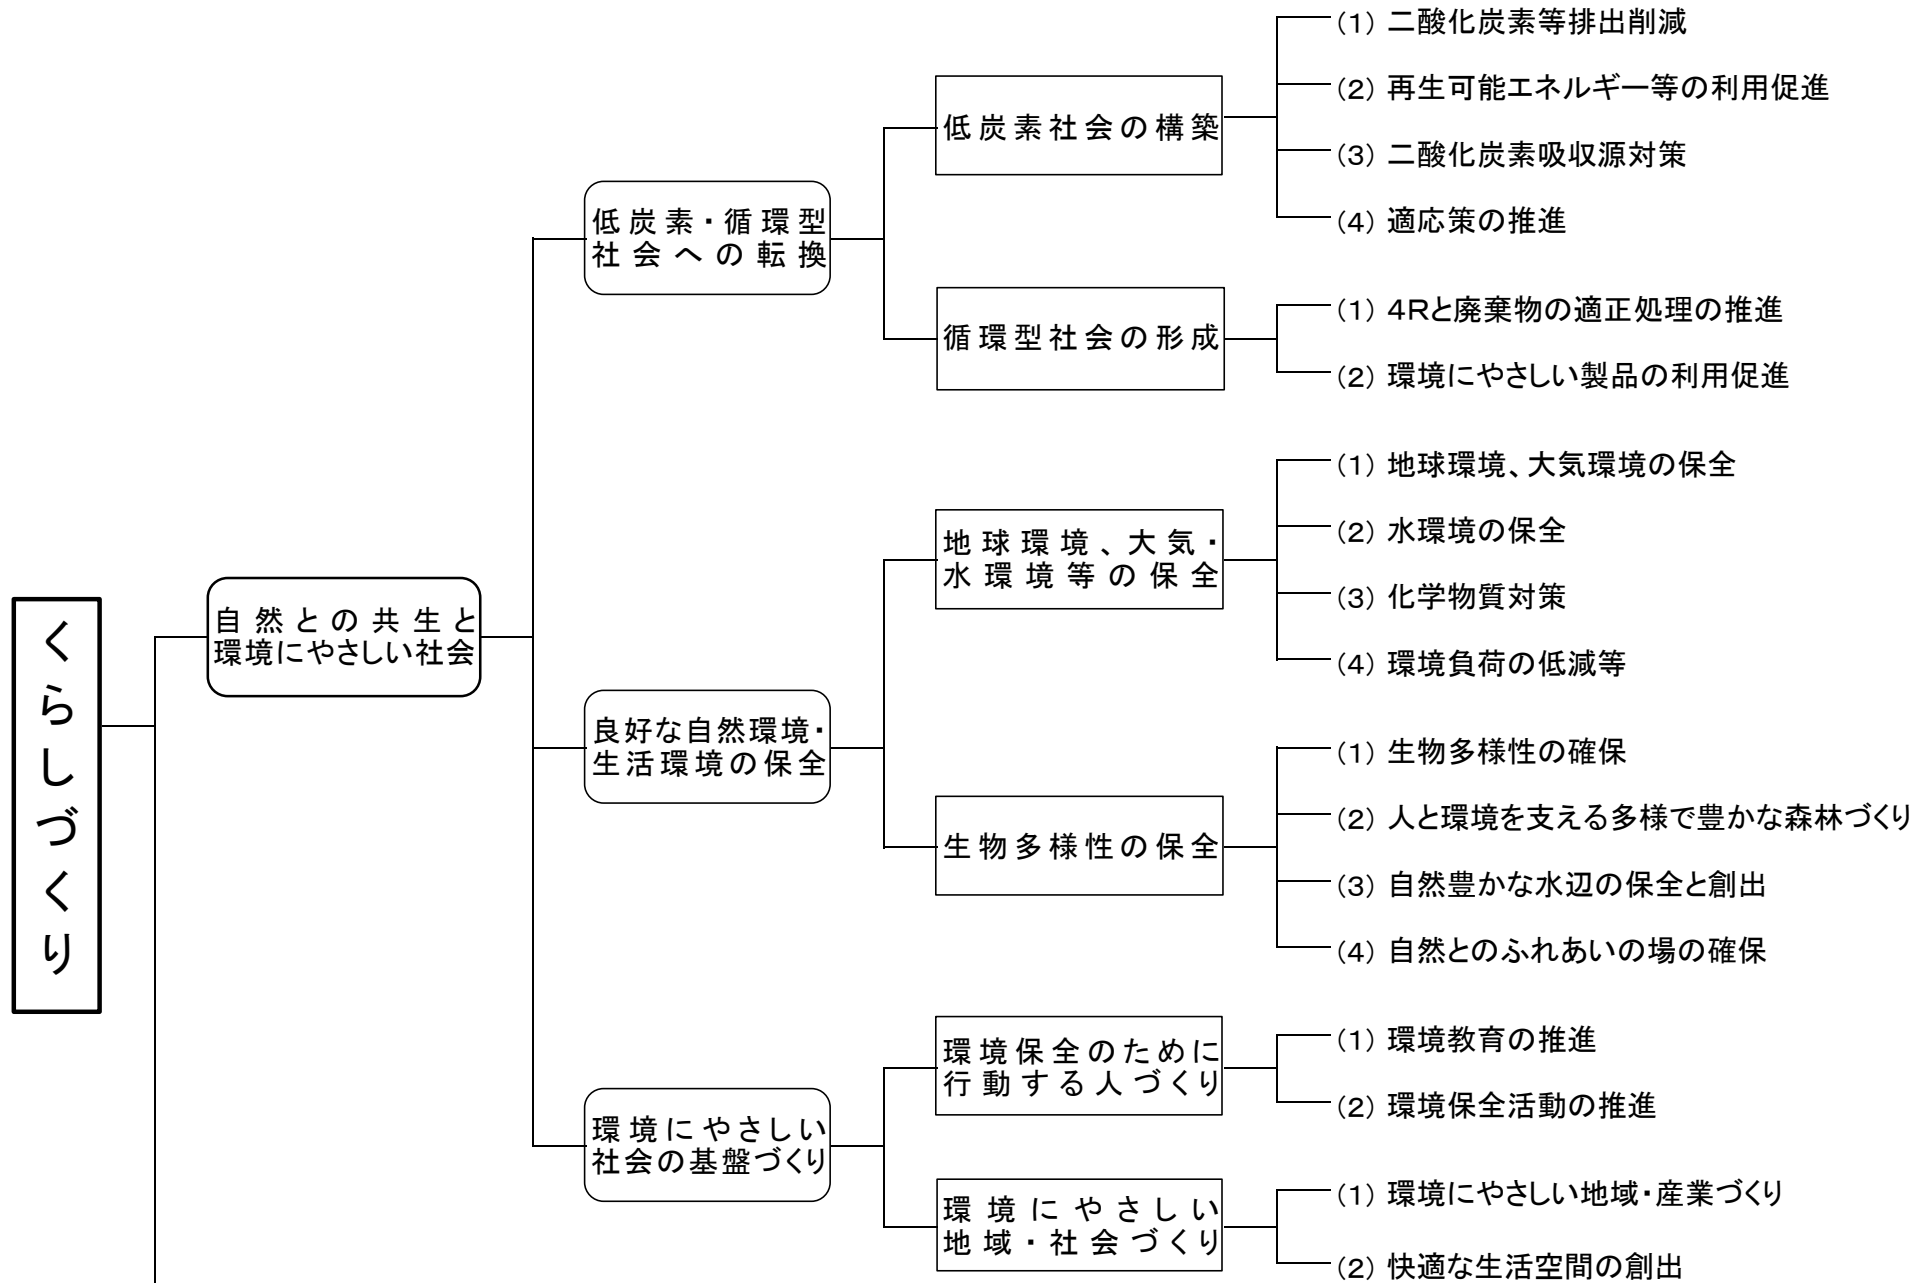 くらしづくり
自然との共生と
環境にやさしい社会
低炭素・循環型
社会への転換
低炭素社会の構築
(1) 二酸化炭素等排出削減
(2) 再生可能エネルギー等の利用促進
(3) 二酸化炭素吸収源対策
(4) 適応策の推進
循環型社会の形成
(1) 4Rと廃棄物の適正処理の推進
(2) 環境にやさしい製品の利用促進
良好な自然環境・
生活環境の保全
地球環境、大気・
水環境等の保全
(1) 地球環境、大気環境の保全
(2) 水環境の保全
(3) 化学物質対策
(4) 環境負荷の低減等
生物多様性の保全
(1) 生物多様性の確保
(2) 人と環境を支える多様で豊かな森林づくり
(3) 自然豊かな水辺の保全と創出
(4) 自然とのふれあいの場の確保
環境にやさしい
社会の基盤づくり
環境保全のために
行動する人づくり
(1) 環境教育の推進
(2) 環境保全活動の推進
環境にやさしい
地域・社会づくり
(1) 環境にやさしい地域・産業づくり
(2) 快適な生活空間の創出